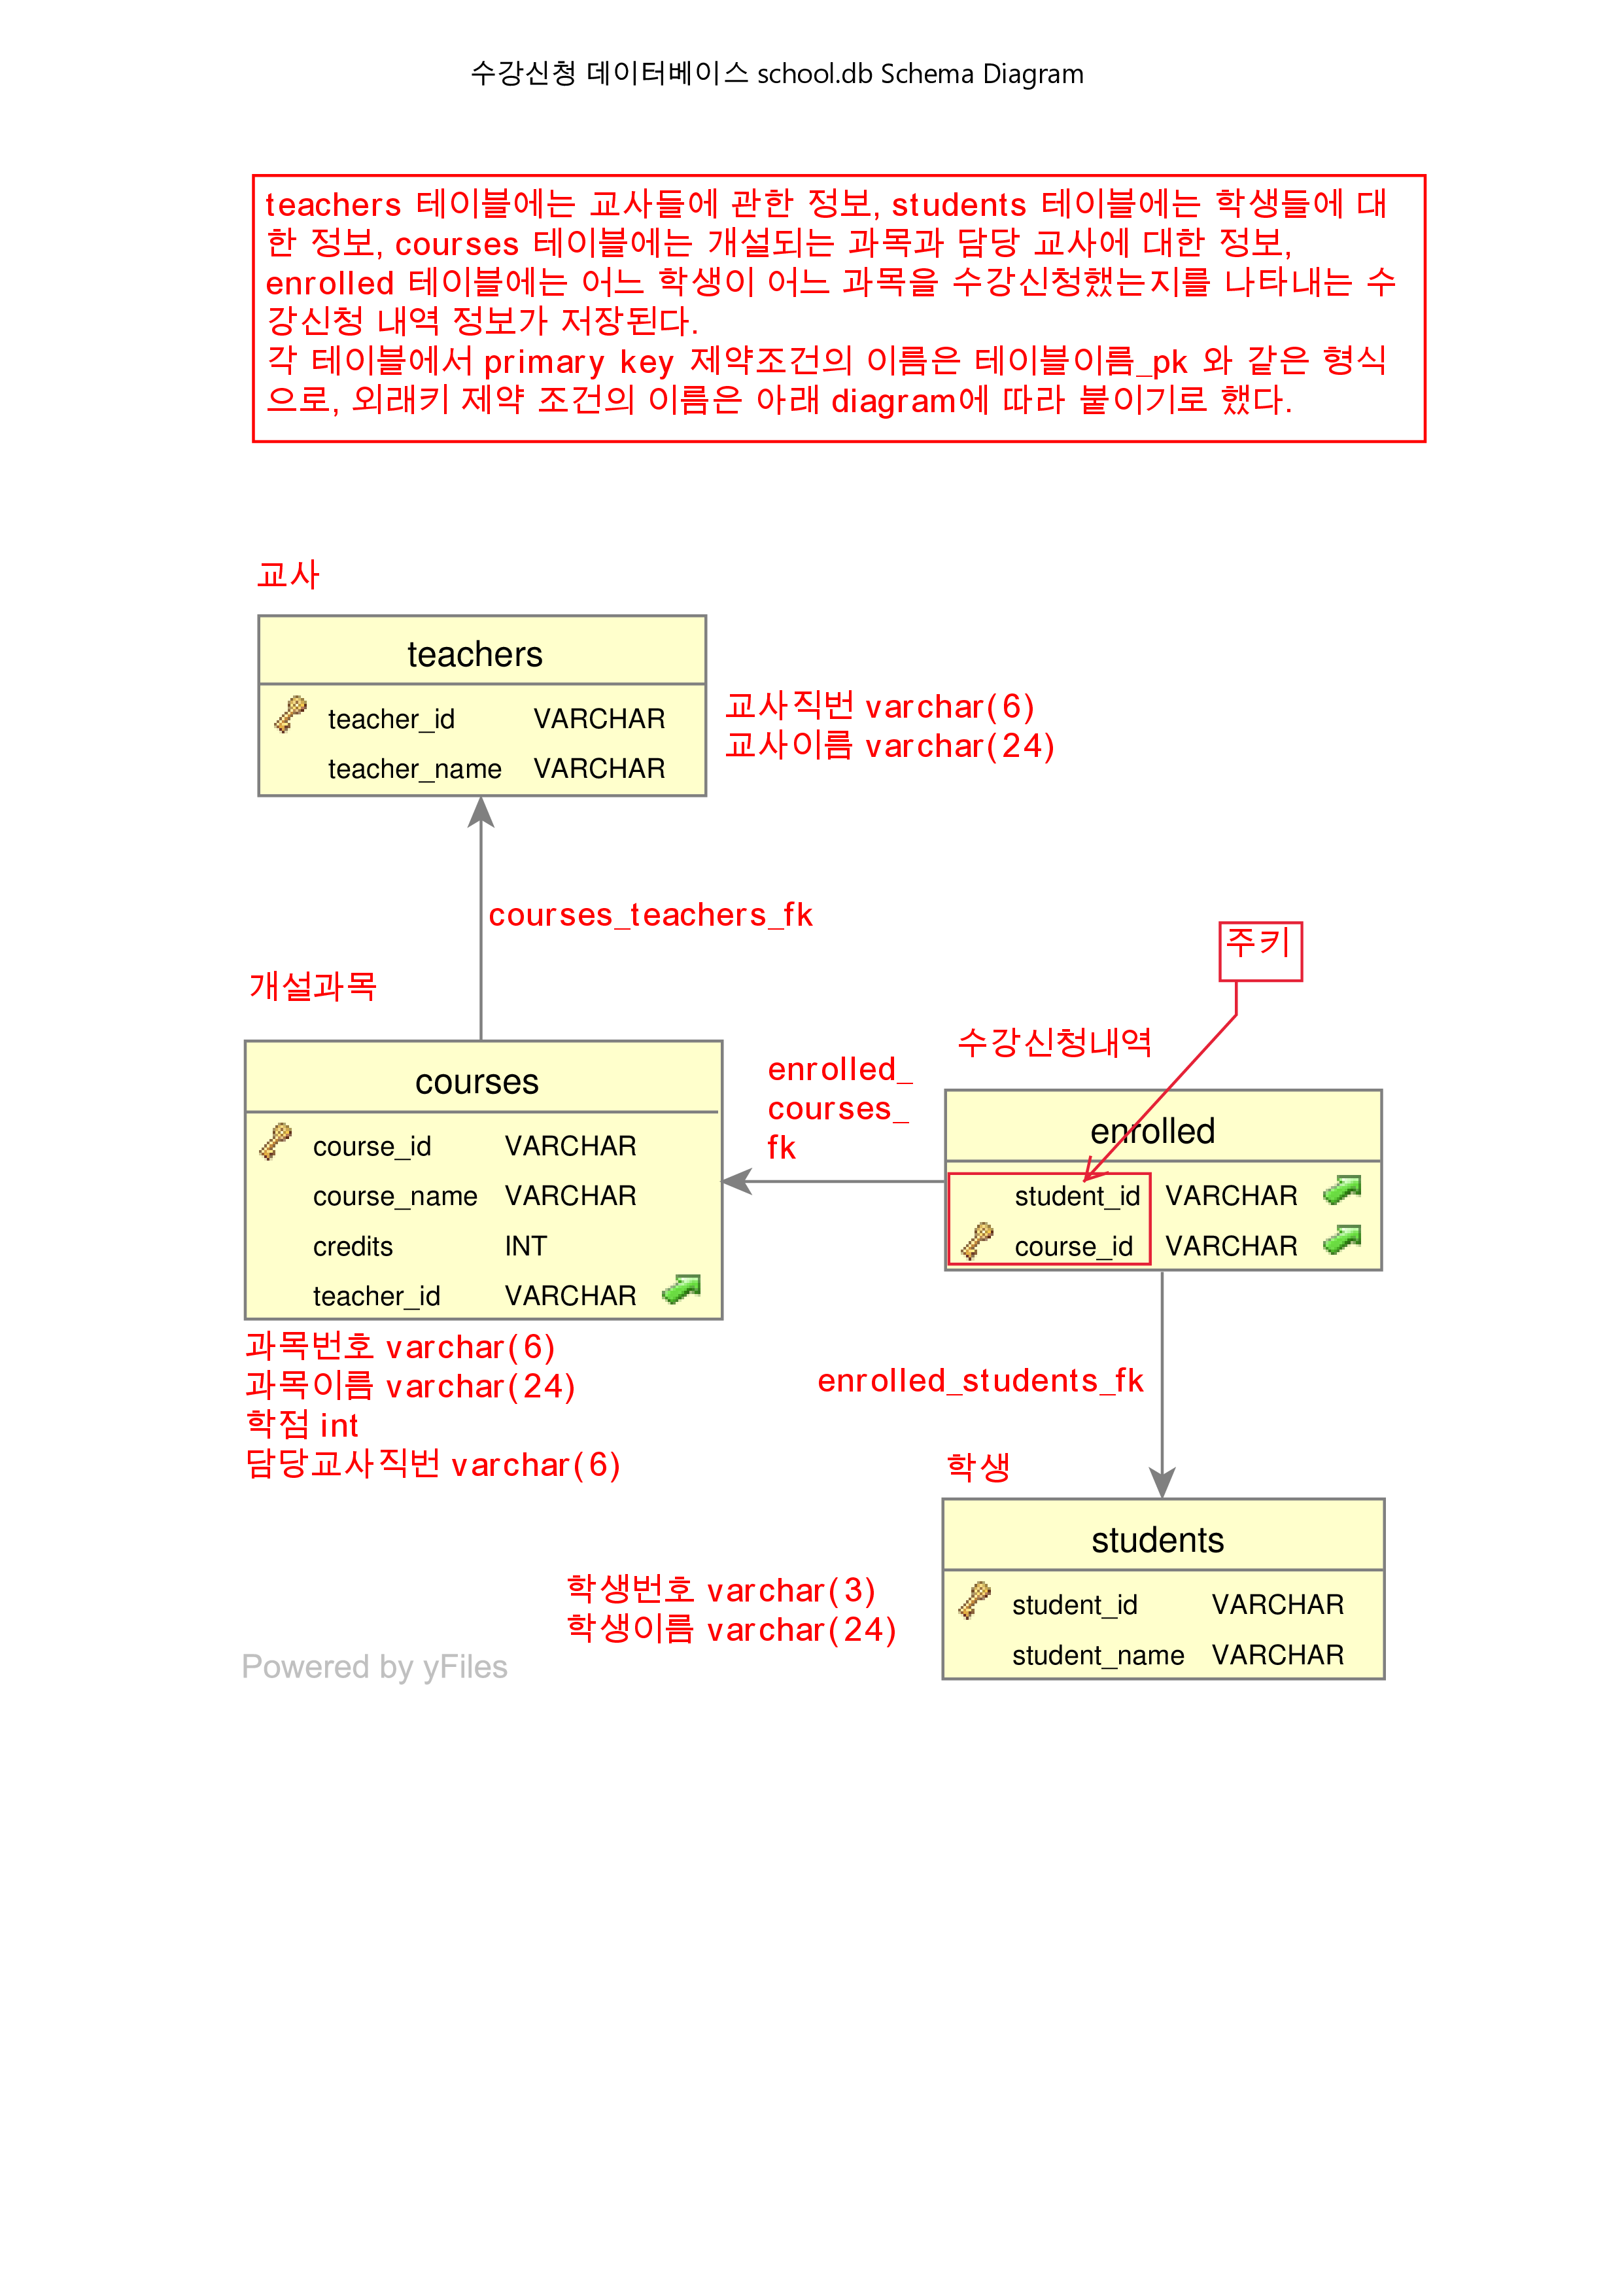 수강신청 데이터베이스 school.db Schema Diagram
teachers 테이블에는 교사들에 관한 정보, students 테이블에는 학생들에 대
한 정보, courses 테이블에는 개설되는 과목과 담당 교사에 대한 정보,
enrolled 테이블에는 어느 학생이 어느 과목을 수강신청했는지를 나타내는 수
강신청 내역 정보가 저장된다.
각 테이블에서 primary key 제약조건의 이름은 테이블이름_pk 와 같은 형식
으로, 외래키 제약 조건의 이름은 아래 diagram에 따라 붙이기로 했다.
교사
teachers
teacher_id VARCHAR
teacher_name VARCHAR
교사직번 varchar(6)
교사이름 varchar(24)
courses_teachers_fk
주키
개설과목
수강신청내역
courses
course_id VARCHAR
course_name VARCHAR
credits INT
teacher_id VARCHAR
enrolled_
courses_
fk
enrolled
student_id VARCHAR
course_id VARCHAR
과목번호 varchar(6)
과목이름 varchar(24)
학점 int
담당교사직번 varchar(6)
enrolled_students_fk
학생
students
student_id VARCHAR
student_name VARCHAR
학생번호 varchar(3)
학생이름 varchar(24)
Powered by yFiles